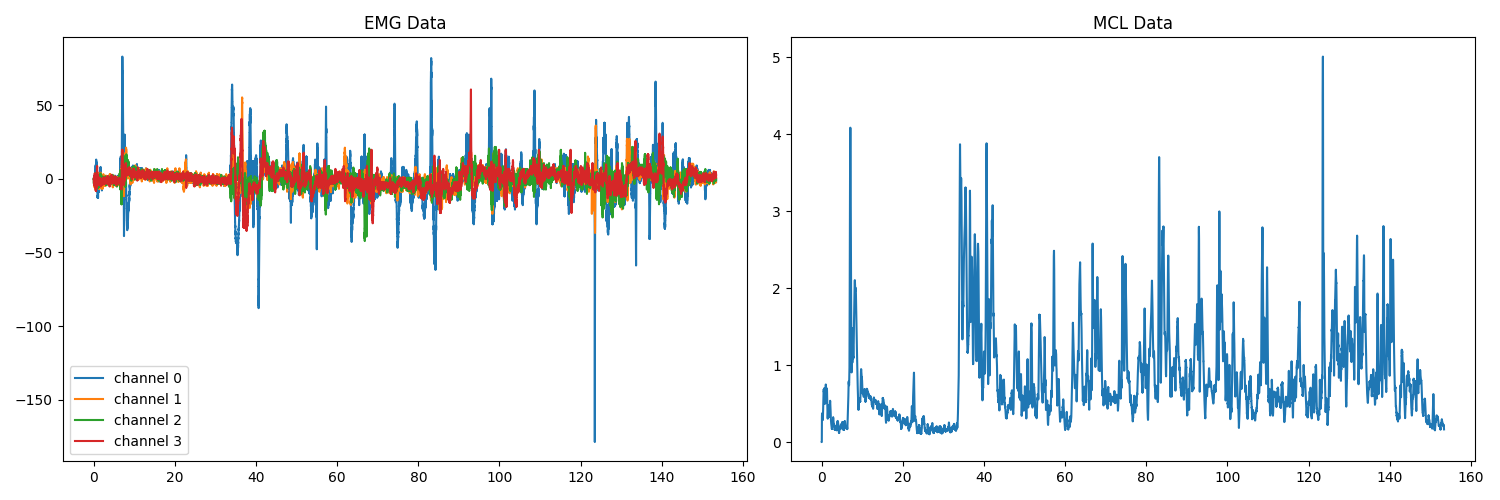 EMG Data
50
0
−50
−100
−150
channel 0
channel 1
channel 2
channel 3
0 20 40 60 80 100 120 140 160
MCL Data
5
4
3
2
1
0
0 20 40 60 80 100 120 140 160